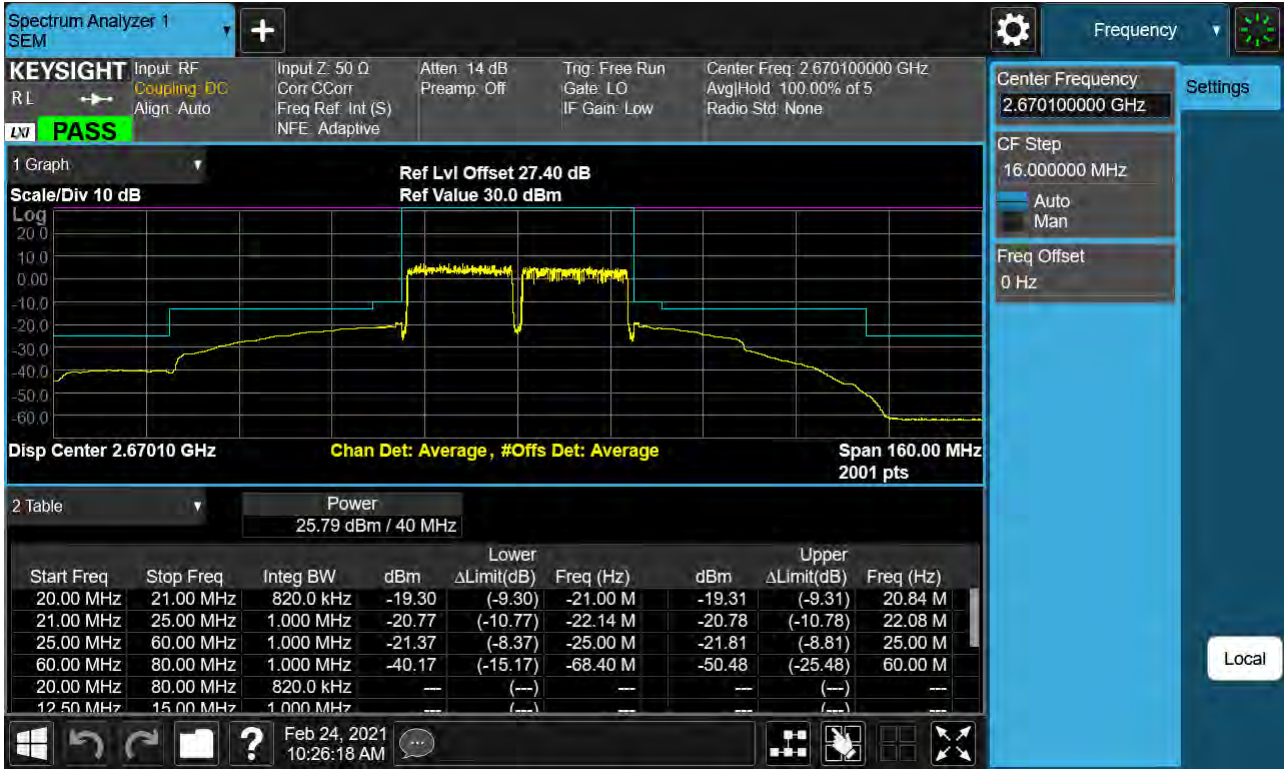 Spectrum Analyzer 1
SEM
+
Frequency
KEYSIGHT
R L
LXI PASS
Input: RF
Coupling: DC
Align: Auto
Input Z: 50 Ω
Corr CCorr
Freq Ref: Int (S)
NFE: Adaptive
Atten: 14 dB
Preamp: Off
Trig: Free Run
Gate: LO
IF Gain: Low
Center Freq: 2.670100000 GHz
Avg|Hold: 100.00% of 5
Radio Std: None
Center Frequency
2.670100000 GHz
Settings
CF Step
16.000000 MHz
Auto
Man
Freq Offset
0 Hz
1 Graph
Scale/Div 10 dB
Ref Lvl Offset 27.40 dB
Ref Value 30.0 dBm
Log
20.0
10.0
0.00
-10.0
-20.0
-30.0
-40.0
-50.0
-60.0
Disp Center 2.67010 GHz
Chan Det: Average, #Offs Det: Average
Span 160.00 MHz
2001 pts
2 Table
Power
25.79 dBm / 40 MHz
Lower Upper
Start Freq Stop Freq Integ BW dBm ΔLimit(dB) Freq (Hz) dBm ΔLimit(dB) Freq (Hz)
20.00 MHz 21.00 MHz 820.0 kHz -19.30 (-9.30) -21.00 M -19.31 (-9.31) 20.84 M
21.00 MHz 25.00 MHz 1.000 MHz -20.77 (-10.77) -22.14 M -20.78 (-10.78) 22.08 M
25.00 MHz 60.00 MHz 1.000 MHz -21.37 (-8.37) -25.00 M -21.81 (-8.81) 25.00 M
60.00 MHz 80.00 MHz 1.000 MHz -40.17 (-15.17) -68.40 M -50.48 (-25.48) 60.00 M
20.00 MHz 80.00 MHz 820.0 kHz --- (---) --- --- (---) ---
12.50 MHz 15.00 MHz 1.000 MHz --- (---) --- --- (---) ---
Local
?
Feb 24, 2021
10:26:18 AM